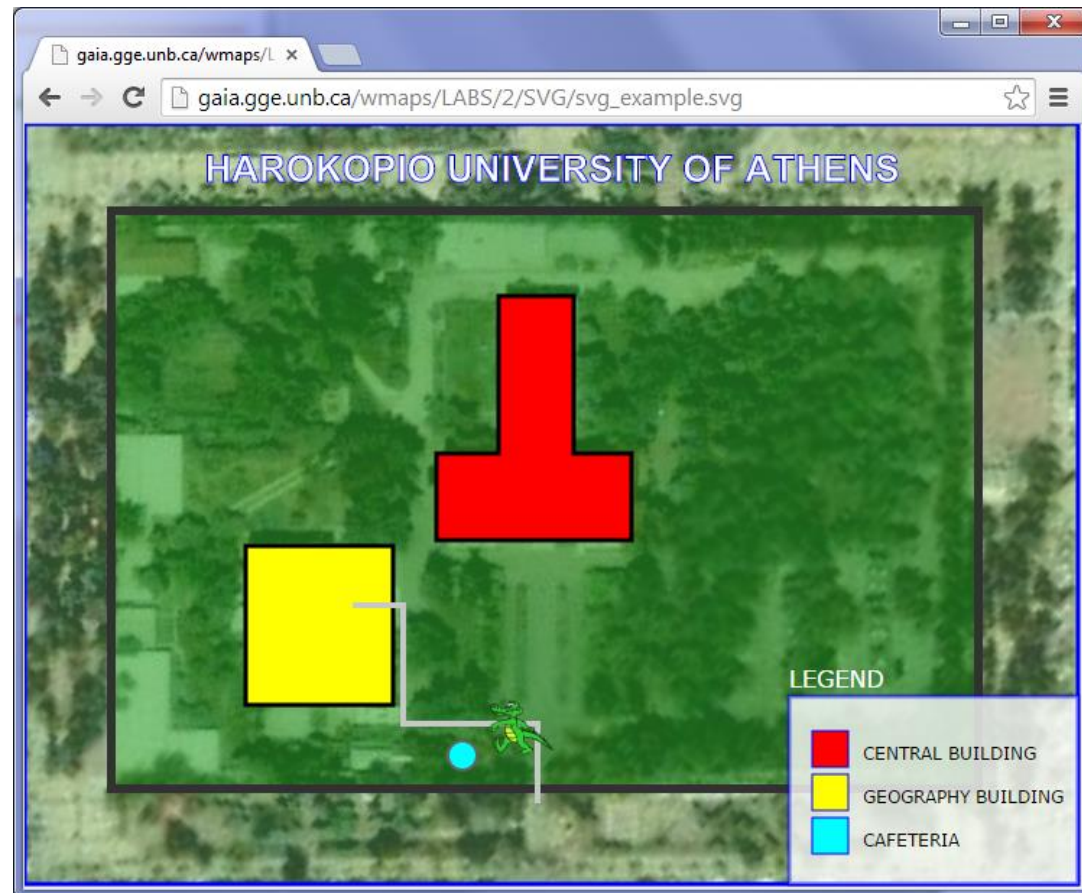 gaia.gge.unb.ca/wmaps/L
gaia.gge.unb.ca/wmaps/LABS/2/SVG/svg_example.svg
HAROKOPIO UNIVERSITY OF ATHENS
LEGEND
CENTRAL BUILDING
GEOGRAPHY BUILDING
CAFETERIA